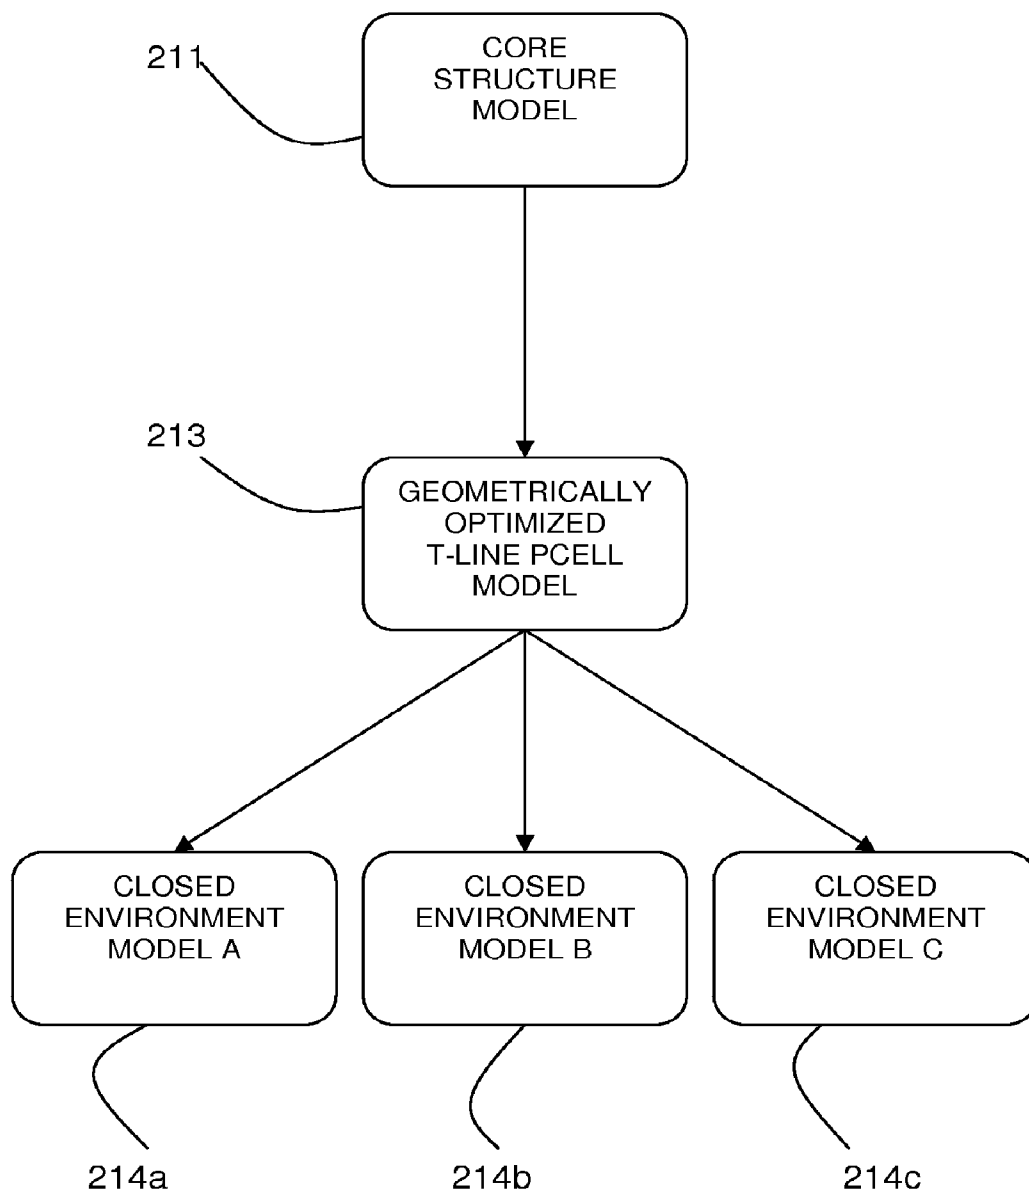 211
CORE
STRUCTURE
MODEL
213
GEOMETRICALLY
OPTIMIZED
T-LINE PCELL
MODEL
CLOSED
ENVIRONMENT
MODEL A
CLOSED
ENVIRONMENT
MODEL B
CLOSED
ENVIRONMENT
MODEL C
214a
214b
214c